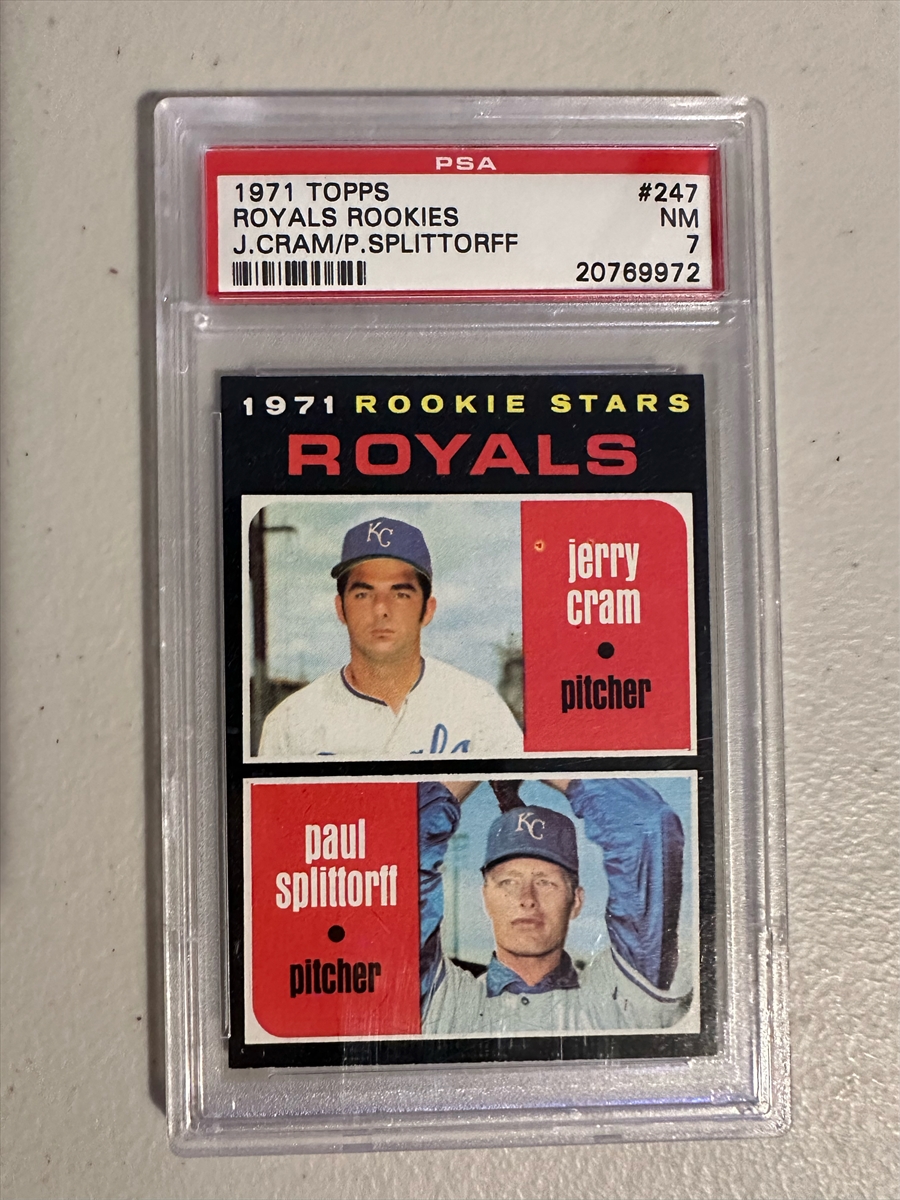 PSA
1971 TOPPS #247
ROYALS ROOKIES NM
J.CRAM/P.SPLITTORFF 7
20769972
1971 ROOKIE STARS
ROYALS
KC
jerry
cram
pitcher
KC
paul
splittorff
pitcher